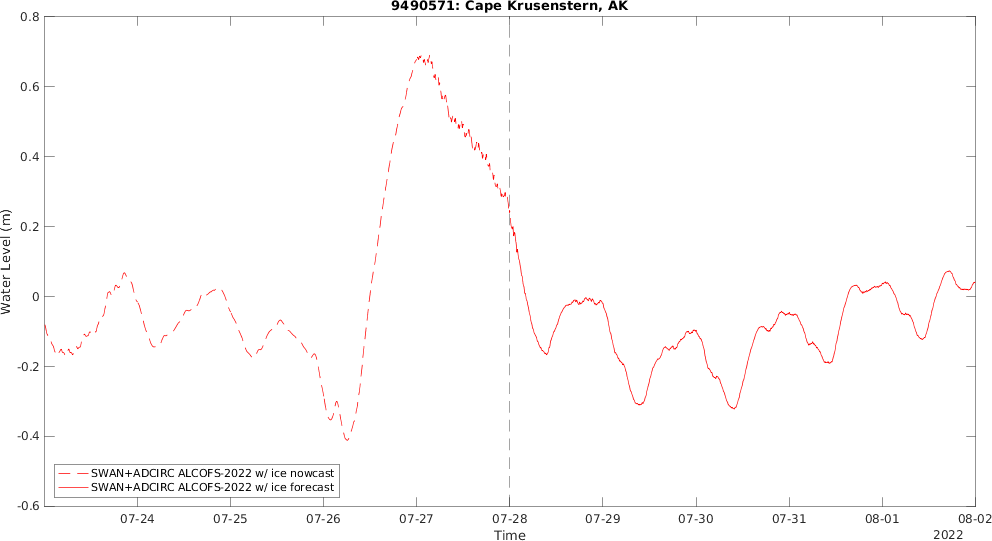 9490571: Cape Krusenstern, AK
0.8
0.6
0.4
0.2
0
-0.2
-0.4
-0.6
Water Level (m)
SWAN+ADCIRC ALCOFS-2022 w/ ice nowcast
SWAN+ADCIRC ALCOFS-2022 w/ ice forecast
07-24 07-25 07-26 07-27 07-28 07-29 07-30 07-31 08-01 08-02
Time
2022